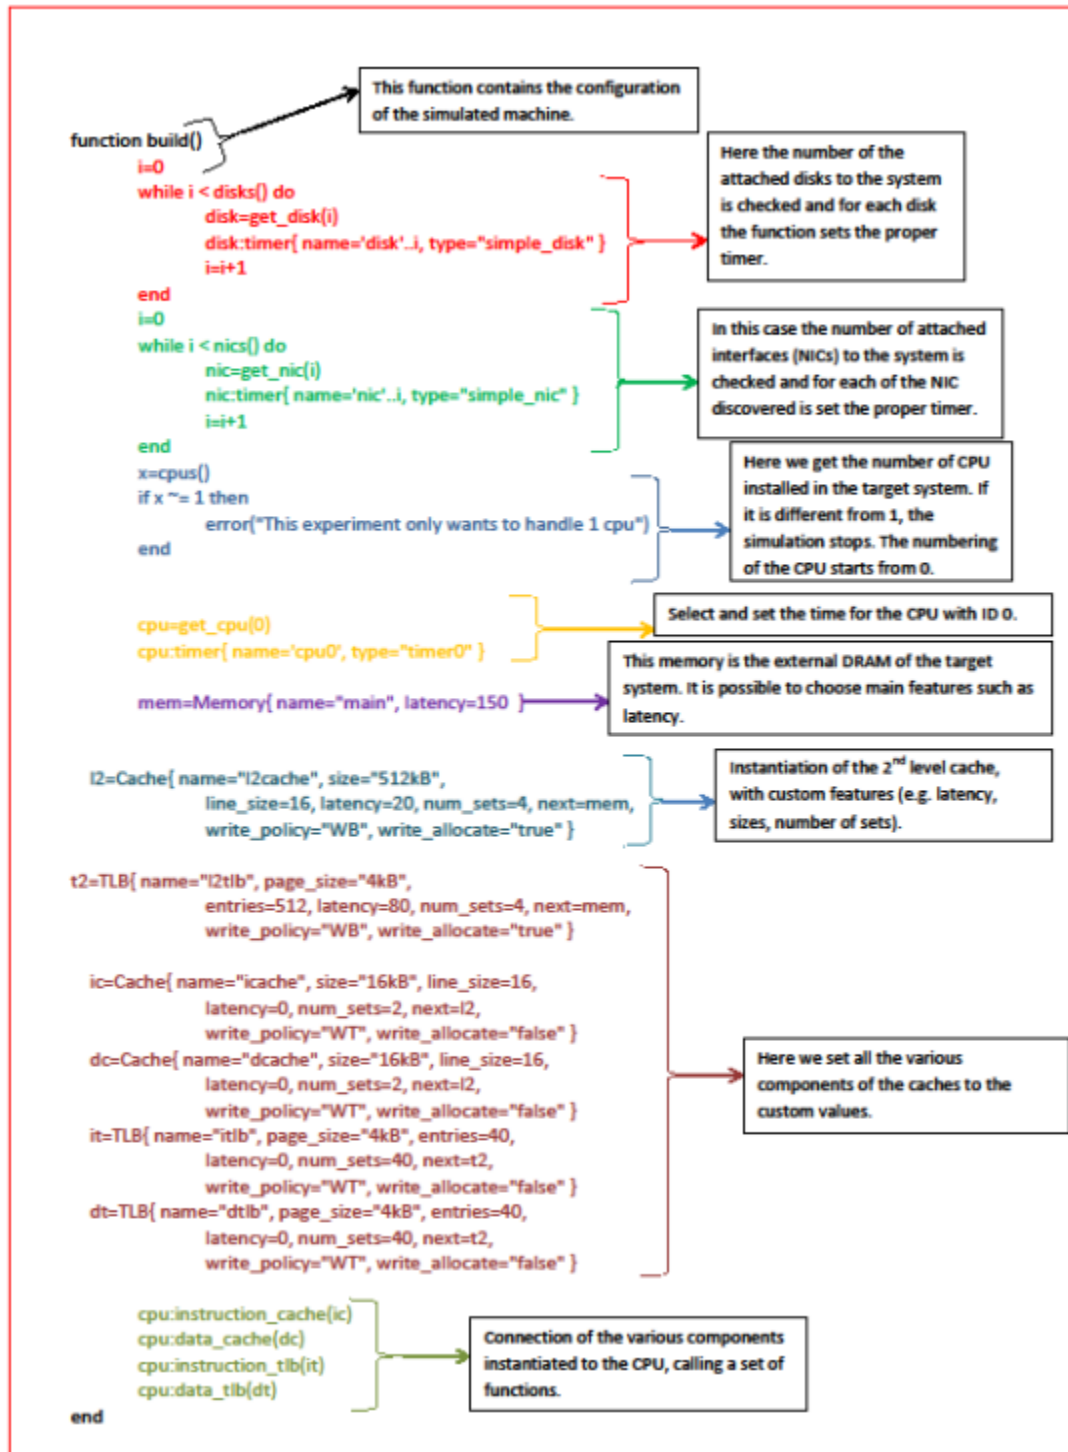 This function contains the configuration
of the simulated machine.
function build()
i=0
while i < disks() do
disk=get_disk(i)
disk:timer{ name='disk'..i, type="simple_disk" }
i=i+1
end
Here the number of the
attached disks to the system
is checked and for each disk
the function sets the proper
timer.
i=0
while i < nics() do
nic=get_nic(i)
nic:timer{ name='nic'..i, type="simple_nic" }
i=i+1
end
In this case the number of attached
interfaces (NICs) to the system is
checked and for each of the NIC
discovered is set the proper timer.
x=cpus()
if x ~= 1 then
error("This experiment only wants to handle 1 cpu")
end
Here we get the number of CPU
installed in the target system. If
it is different from 1, the
simulation stops. The numbering
of the CPU starts from 0.
cpu=get_cpu(0)
cpu:timer{ name='cpu0', type="timer0" }
Select and set the time for the CPU with ID 0.
mem=Memory{ name="main", latency=150 }
This memory is the external DRAM of the target
system. It is possible to choose main features such as
latency.
l2=Cache{ name="l2cache", size="512kB",
line_size=16, latency=20, num_sets=4, next=mem,
write_policy="WB", write_allocate="true" }
Instantiation of the 2nd level cache,
with custom features (e.g. latency,
sizes, number of sets).
t2=TLB{ name="l2tlb", page_size="4kB",
entries=512, latency=80, num_sets=4, next=mem,
write_policy="WB", write_allocate="true" }
ic=Cache{ name="icache", size="16kB", line_size=16,
latency=0, num_sets=2, next=l2,
write_policy="WT", write_allocate="false" }
dc=Cache{ name="dcache", size="16kB", line_size=16,
latency=0, num_sets=2, next=l2,
write_policy="WT", write_allocate="false" }
it=TLB{ name="itlb", page_size="4kB", entries=40,
latency=0, num_sets=40, next=t2,
write_policy="WT", write_allocate="false" }
dt=TLB{ name="dtlb", page_size="4kB", entries=40,
latency=0, num_sets=40, next=t2,
write_policy="WT", write_allocate="false" }
Here we set all the various
components of the caches to the
custom values.
cpu:instruction_cache(ic)
cpu:data_cache(dc)
cpu:instruction_tlb(it)
cpu:data_tlb(dt)
end
Connection of the various components
instantiated to the CPU, calling a set of
functions.